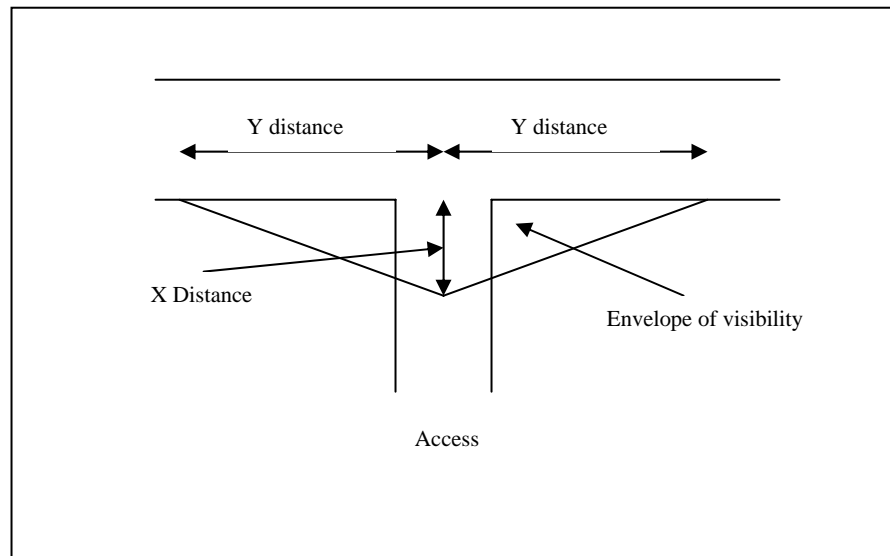 Y distance
Y distance
X Distance
Envelope of visibility
Access